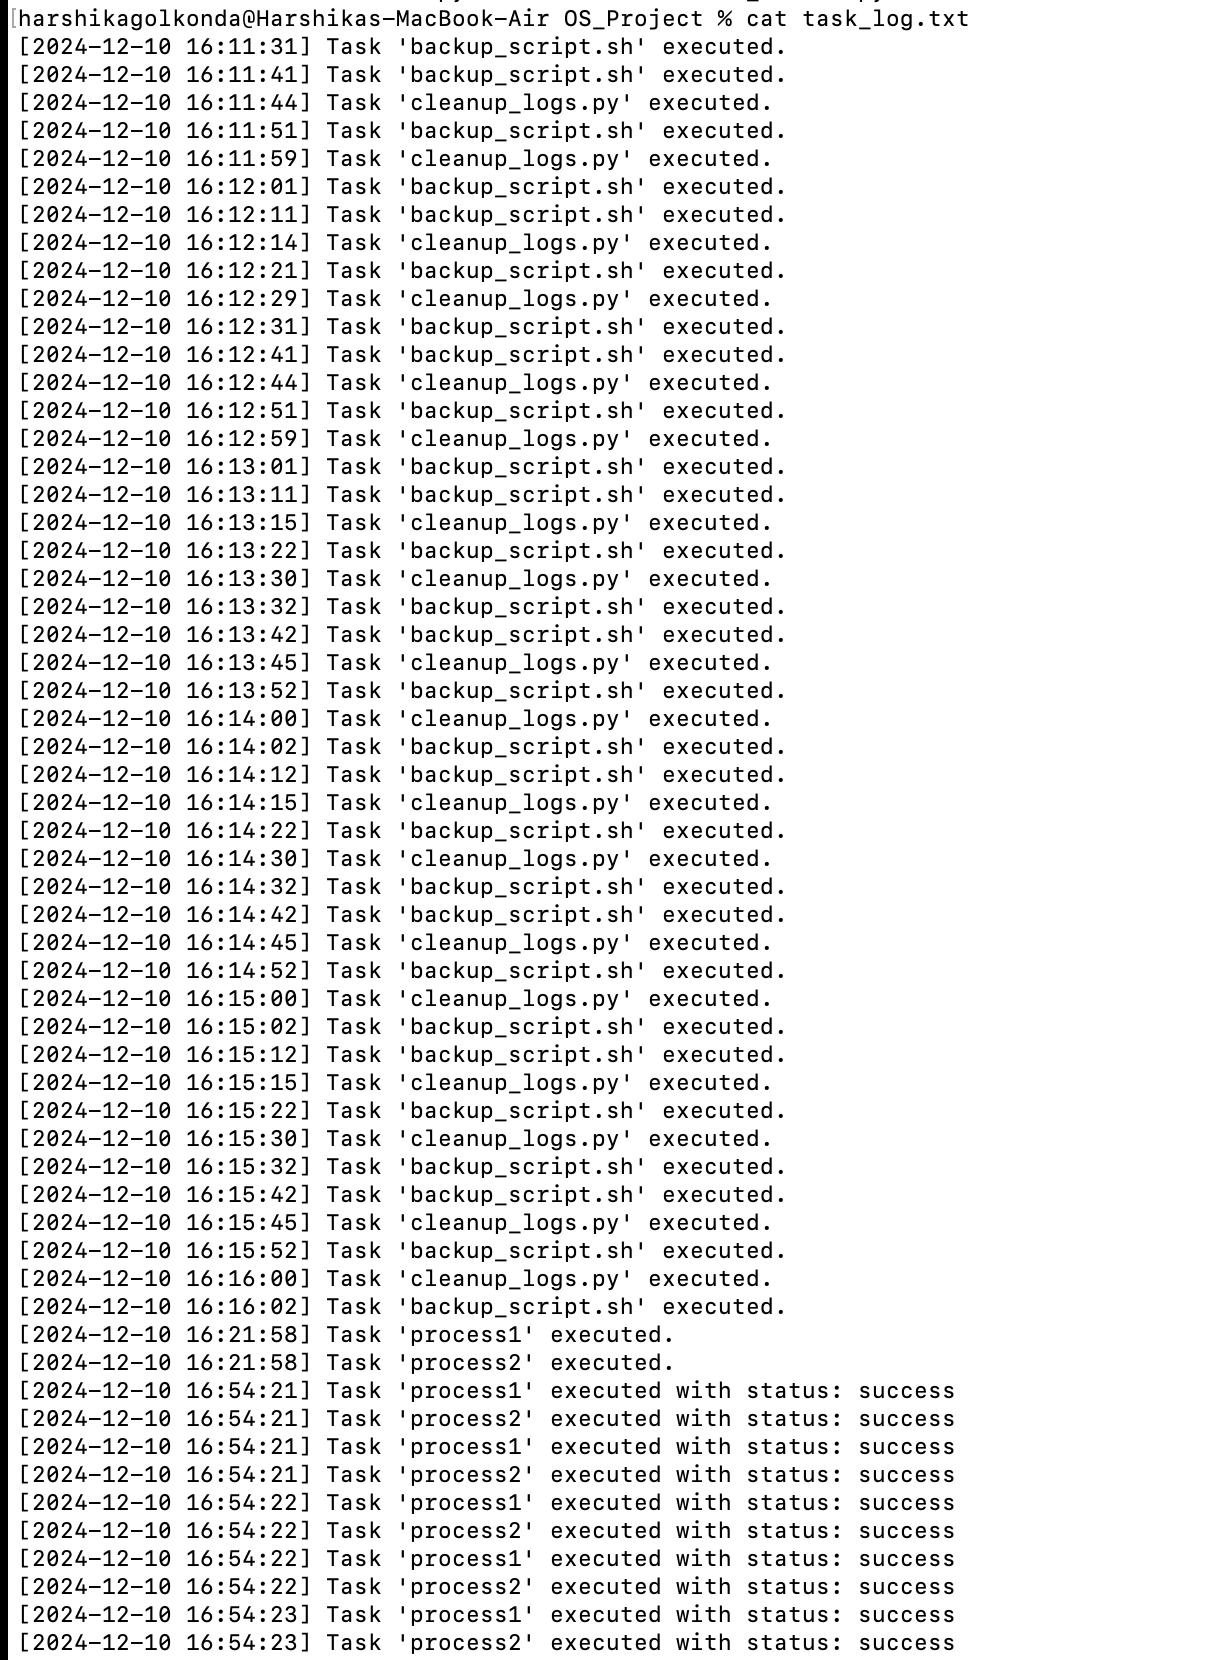 [harshikagolkonda@Harshikas-MacBook-Air OS_Project % cat task_log.txt
[2024-12-10 16:11:31] Task 'backup_script.sh' executed.
[2024-12-10 16:11:41] Task 'backup_script.sh' executed.
[2024-12-10 16:11:44] Task 'cleanup_logs.py' executed.
[2024-12-10 16:11:51] Task 'backup_script.sh' executed.
[2024-12-10 16:11:59] Task 'cleanup_logs.py' executed.
[2024-12-10 16:12:01] Task 'backup_script.sh' executed.
[2024-12-10 16:12:11] Task 'backup_script.sh' executed.
[2024-12-10 16:12:14] Task 'cleanup_logs.py' executed.
[2024-12-10 16:12:21] Task 'backup_script.sh' executed.
[2024-12-10 16:12:29] Task 'cleanup_logs.py' executed.
[2024-12-10 16:12:31] Task 'backup_script.sh' executed.
[2024-12-10 16:12:41] Task 'backup_script.sh' executed.
[2024-12-10 16:12:44] Task 'cleanup_logs.py' executed.
[2024-12-10 16:12:51] Task 'backup_script.sh' executed.
[2024-12-10 16:12:59] Task 'cleanup_logs.py' executed.
[2024-12-10 16:13:01] Task 'backup_script.sh' executed.
[2024-12-10 16:13:11] Task 'backup_script.sh' executed.
[2024-12-10 16:13:15] Task 'cleanup_logs.py' executed.
[2024-12-10 16:13:22] Task 'backup_script.sh' executed.
[2024-12-10 16:13:30] Task 'cleanup_logs.py' executed.
[2024-12-10 16:13:32] Task 'backup_script.sh' executed.
[2024-12-10 16:13:42] Task 'backup_script.sh' executed.
[2024-12-10 16:13:45] Task 'cleanup_logs.py' executed.
[2024-12-10 16:13:52] Task 'backup_script.sh' executed.
[2024-12-10 16:14:00] Task 'cleanup_logs.py' executed.
[2024-12-10 16:14:02] Task 'backup_script.sh' executed.
[2024-12-10 16:14:12] Task 'backup_script.sh' executed.
[2024-12-10 16:14:15] Task 'cleanup_logs.py' executed.
[2024-12-10 16:14:22] Task 'backup_script.sh' executed.
[2024-12-10 16:14:30] Task 'cleanup_logs.py' executed.
[2024-12-10 16:14:32] Task 'backup_script.sh' executed.
[2024-12-10 16:14:42] Task 'backup_script.sh' executed.
[2024-12-10 16:14:45] Task 'cleanup_logs.py' executed.
[2024-12-10 16:14:52] Task 'backup_script.sh' executed.
[2024-12-10 16:15:00] Task 'cleanup_logs.py' executed.
[2024-12-10 16:15:02] Task 'backup_script.sh' executed.
[2024-12-10 16:15:12] Task 'backup_script.sh' executed.
[2024-12-10 16:15:15] Task 'cleanup_logs.py' executed.
[2024-12-10 16:15:22] Task 'backup_script.sh' executed.
[2024-12-10 16:15:30] Task 'cleanup_logs.py' executed.
[2024-12-10 16:15:32] Task 'backup_script.sh' executed.
[2024-12-10 16:15:42] Task 'backup_script.sh' executed.
[2024-12-10 16:15:45] Task 'cleanup_logs.py' executed.
[2024-12-10 16:15:52] Task 'backup_script.sh' executed.
[2024-12-10 16:16:00] Task 'cleanup_logs.py' executed.
[2024-12-10 16:16:02] Task 'backup_script.sh' executed.
[2024-12-10 16:21:58] Task 'process1' executed.
[2024-12-10 16:21:58] Task 'process2' executed.
[2024-12-10 16:54:21] Task 'process1' executed with status: success
[2024-12-10 16:54:21] Task 'process2' executed with status: success
[2024-12-10 16:54:21] Task 'process1' executed with status: success
[2024-12-10 16:54:21] Task 'process2' executed with status: success
[2024-12-10 16:54:22] Task 'process1' executed with status: success
[2024-12-10 16:54:22] Task 'process2' executed with status: success
[2024-12-10 16:54:22] Task 'process1' executed with status: success
[2024-12-10 16:54:22] Task 'process2' executed with status: success
[2024-12-10 16:54:23] Task 'process1' executed with status: success
[2024-12-10 16:54:23] Task 'process2' executed with status: success